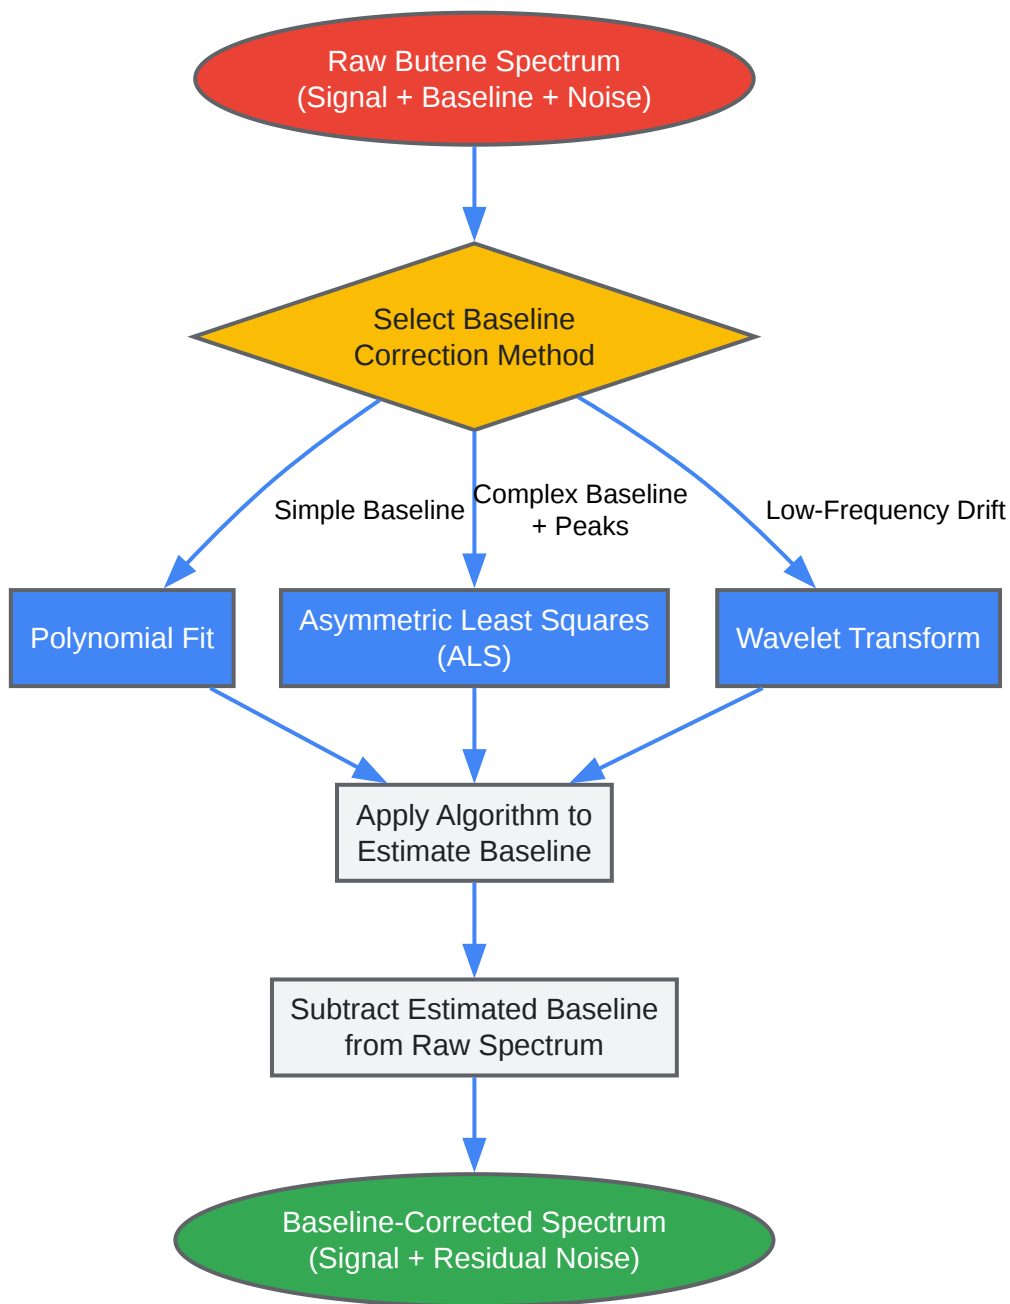 Raw Butene Spectrum
(Signal + Baseline + Noise)
Select Baseline
Correction Method
Simple Baseline
Complex Baseline
+ Peaks
Low-Frequency Drift
Polynomial Fit
Asymmetric Least Squares
(ALS)
Wavelet Transform
Apply Algorithm to
Estimate Baseline
Subtract Estimated Baseline
from Raw Spectrum
Baseline-Corrected Spectrum
(Signal + Residual Noise)